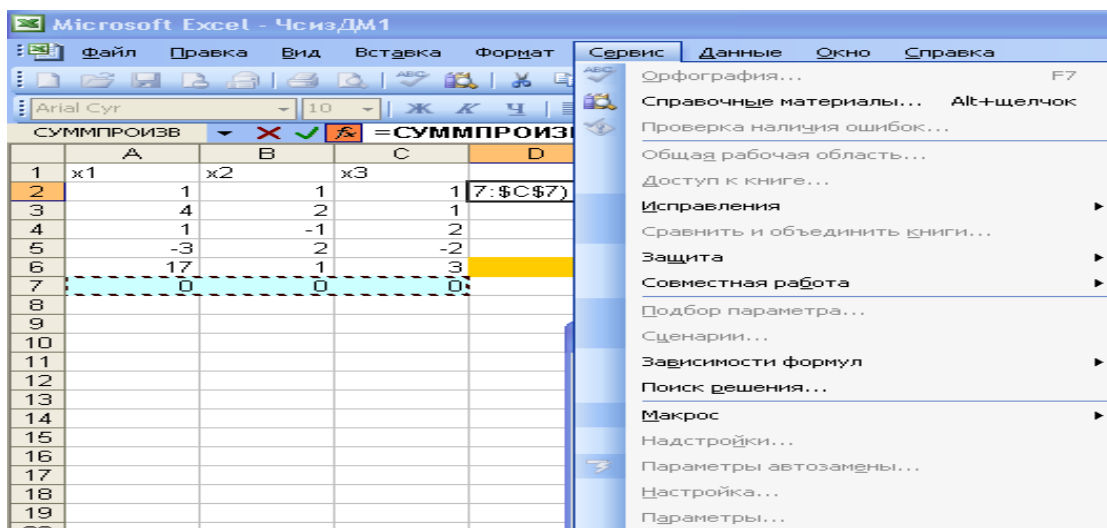 Microsoft Excel - ЧсизДМ1
Файл Правка Вид Вставка Формат Сервис Данные Окно Справка
Arial Cyr 10 Ж К Ч
СУММПРОИЗВ fx =СУММПРОИЗ
A B C D
1 x1 x2 x3
2 1 1 1 7:$C$7)
3 4 2 1
4 1 -1 2
5 -3 2 -2
6 17 1 3
7 0 0 0
8
9
10
11
12
13
14
15
16
17
18
19
Орфография... F7
Справочные материалы... Alt+щелчок
Проверка наличия ошибок...
Общая рабочая область...
Доступ к книге...
Исправления
Сравнить и объединить книги...
Защита
Совместная работа
Подбор параметра...
Сценарии...
Зависимости формул
Поиск решения...
Макрос
Надстройки...
Параметры автозамены...
Настройка...
Параметры...